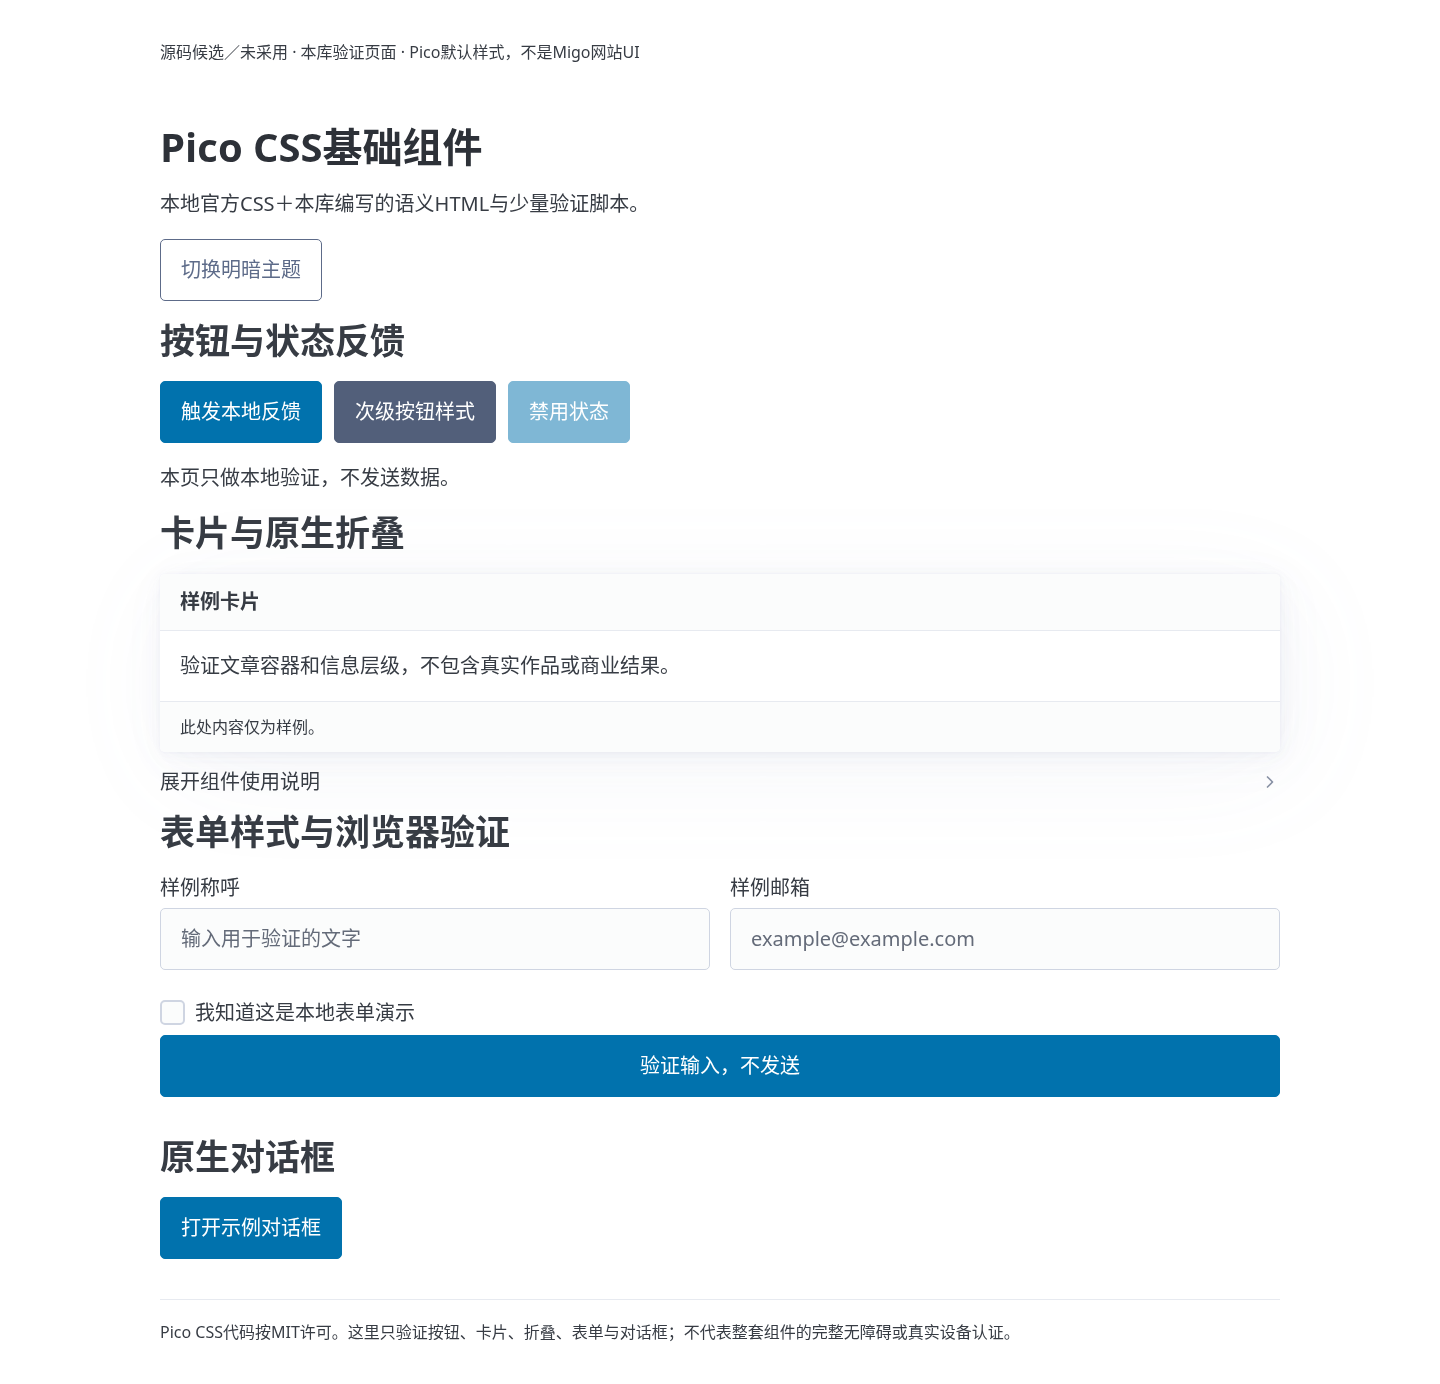 源码候选／未采用 · 本库验证页面 · Pico默认样式，不是Migo网站UI
Pico CSS基础组件
本地官方CSS＋本库编写的语义HTML与少量验证脚本。
切换明暗主题
按钮与状态反馈
触发本地反馈 次级按钮样式 禁用状态
本页只做本地验证，不发送数据。
卡片与原生折叠
样例卡片
验证文章容器和信息层级，不包含真实作品或商业结果。
此处内容仅为样例。
展开组件使用说明
表单样式与浏览器验证
样例称呼 样例邮箱
输入用于验证的文字 example@example.com
我知道这是本地表单演示
验证输入，不发送
原生对话框
打开示例对话框
Pico CSS代码按MIT许可。这里只验证按钮、卡片、折叠、表单与对话框；不代表整套组件的完整无障碍或真实设备认证。